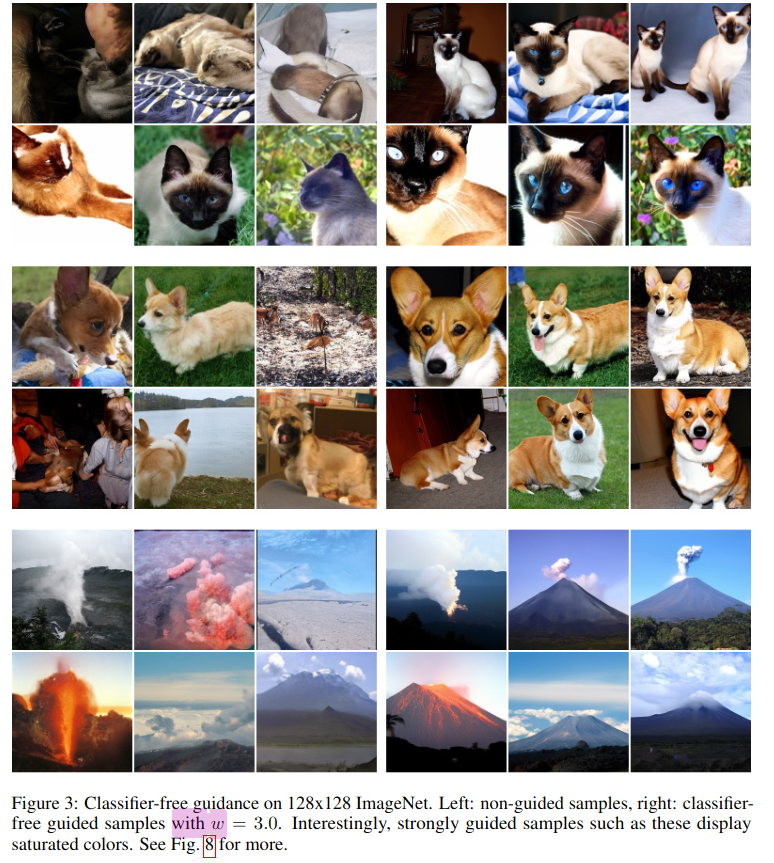 Figure 3: Classifier-free guidance on 128x128 ImageNet. Left: non-guided samples, right: classifier-
free guided samples with w = 3.0. Interestingly, strongly guided samples such as these display
saturated colors. See Fig. 8 for more.